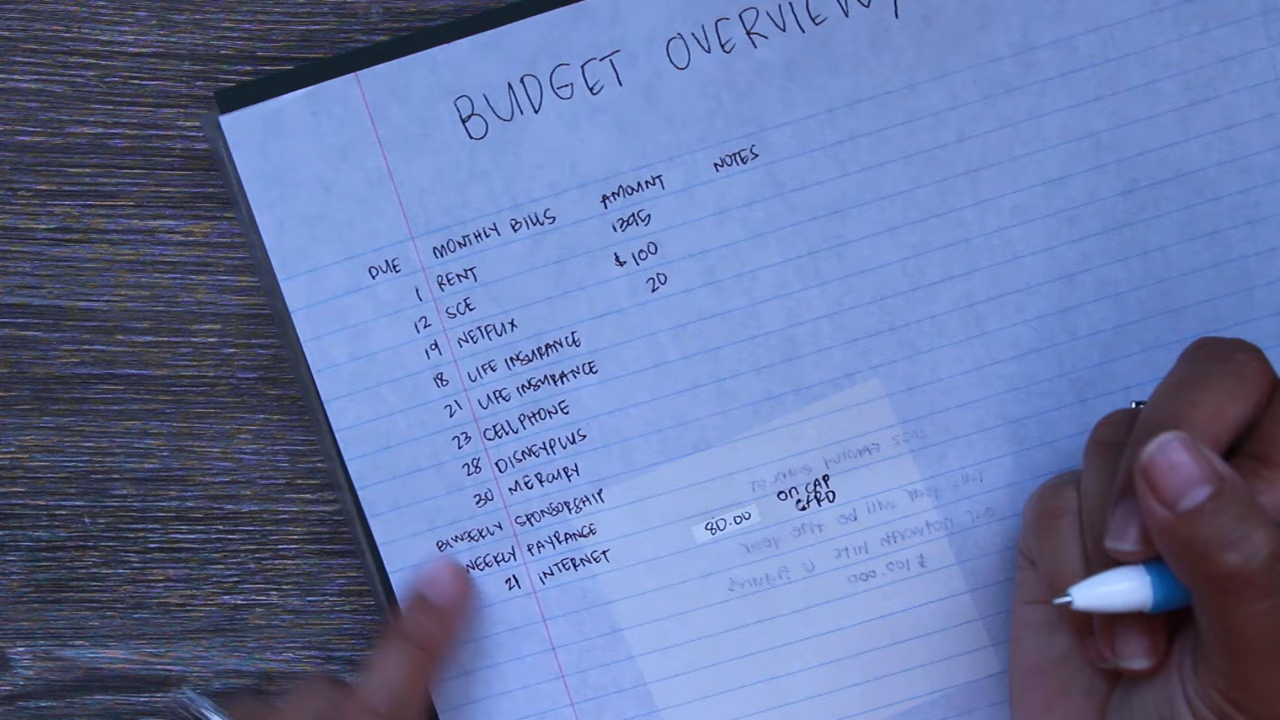 BUDGET OVERVIEW
DUE MONTHLY BILLS AMOUNT NOTES
1 RENT 1395
12 SCE $100
19 NETFLIX 20
18 LIFE INSURANCE
21 LIFE INSURANCE
23 CELLPHONE
28 DISNEYPLUS
30 MERCURY
BIWEEKLY SPONSORSHIP
WEEKLY PAYRANGE
21 INTERNET 80.00 ON CAP
CARD